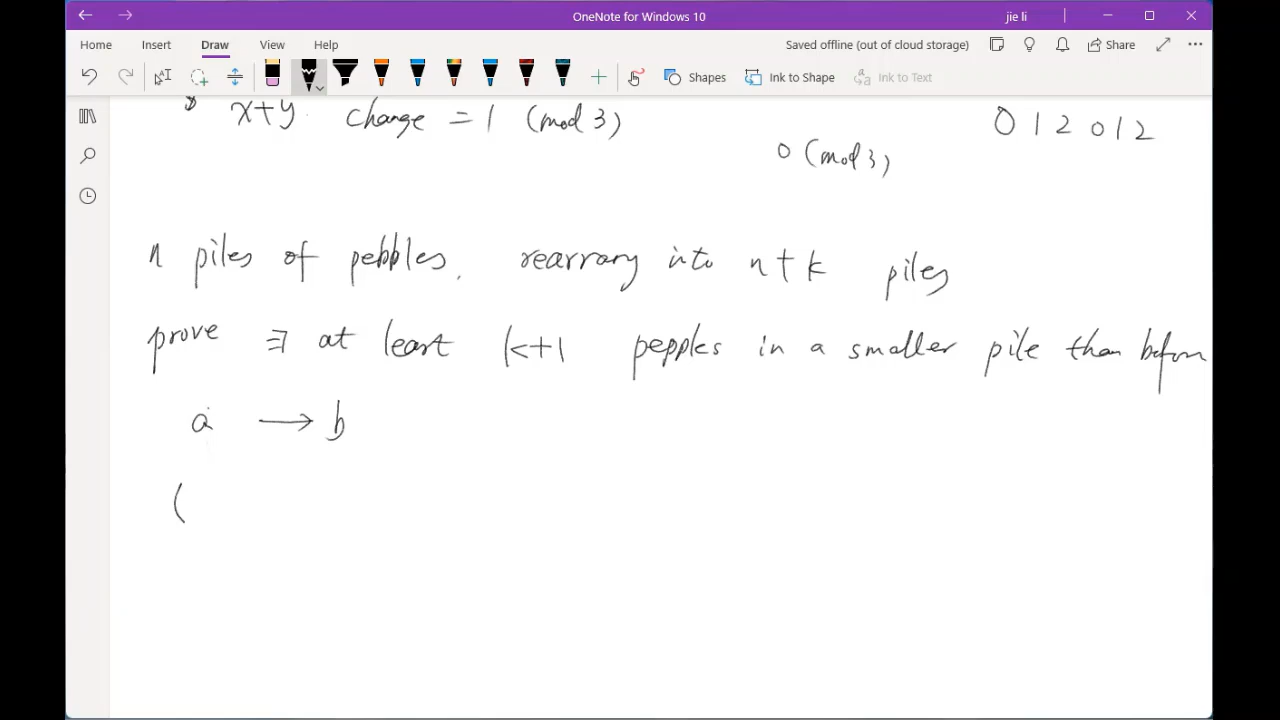 OneNote for Windows 10
jie li
Home Insert Draw View Help
Saved offline (out of cloud storage)
Share
Shapes
Ink to Shape
Ink to Text
x+y change = 1 (mod 3)
0 1 2 0 1 2
0 (mod 3)
n piles of pebbles. rearrary into n+k piles
prove ∃ at least k+1 pepples in a smaller pile than before
a → b
(